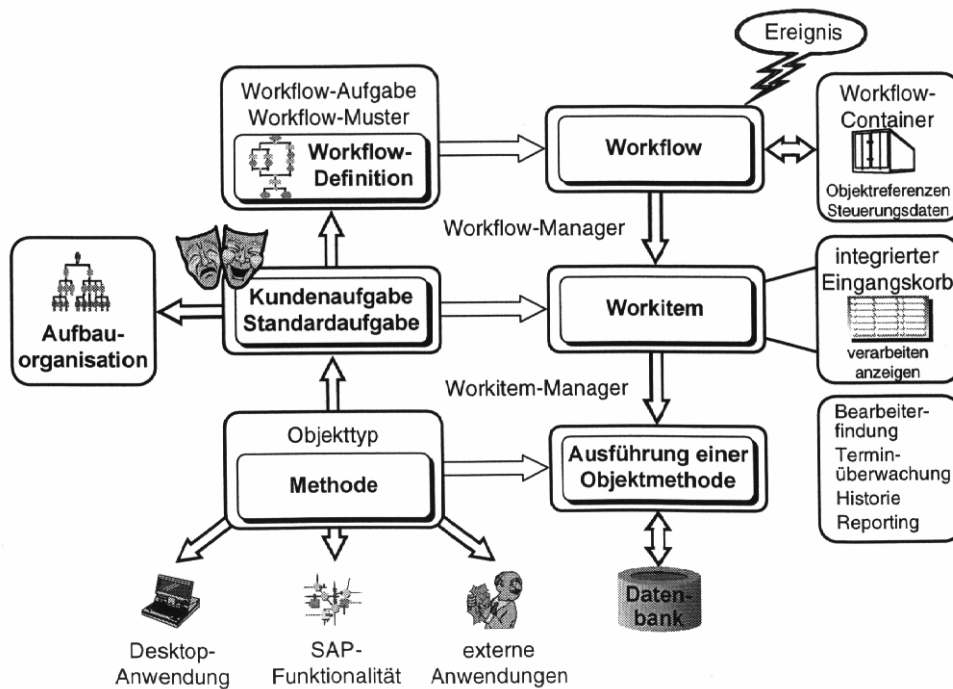 Ereignis
Workflow-Aufgabe
Workflow-Muster
Workflow-
Definition
Workflow
Workflow-
Container
Objektreferenzen
Steuerungsdaten
Workflow-Manager
Aufbau-
organisation
Kundenaufgabe
Standardaufgabe
Workitem
integrierter
Eingangskorb
verarbeiten
anzeigen
Workitem-Manager
Objekttyp
Methode
Ausführung einer
Objektmethode
Bearbeiter-
findung
Termin-
überwachung
Historie
Reporting
Desktop-
Anwendung
SAP-
Funktionalität
externe
Anwendungen
Daten-
bank